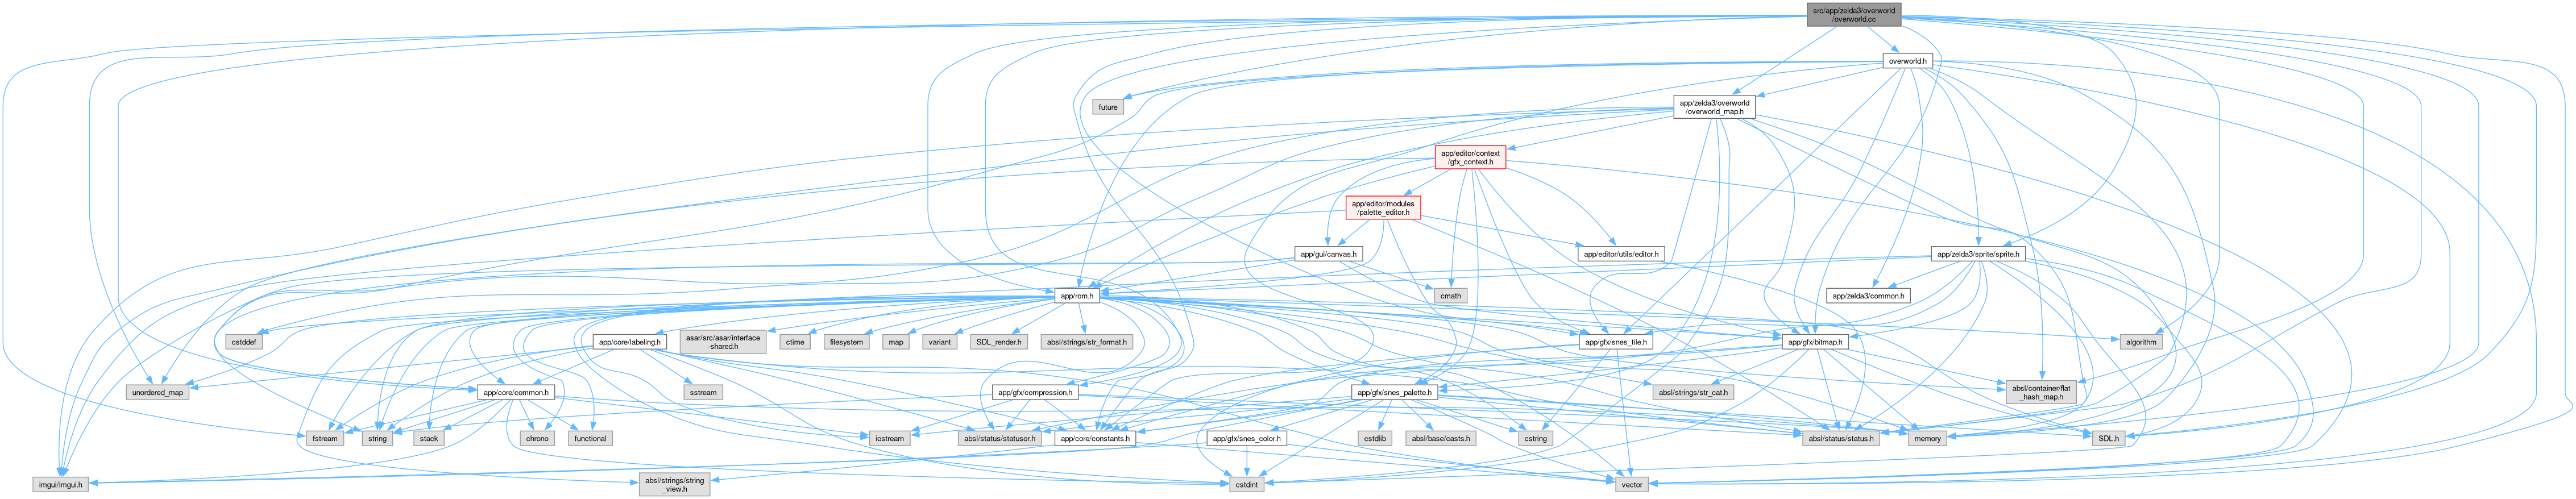 src/app/zelda3/overworld
/overworld.cc
overworld.h
future
app/zelda3/overworld
/overworld_map.h
app/editor/context
/gfx_context.h
app/editor/modules
/palette_editor.h
app/gui/canvas.h
app/editor/utils/editor.h
app/zelda3/sprite/sprite.h
app/rom.h
cmath
app/zelda3/common.h
cstddef
app/core/labeling.h
asar/src/asar/interface
-shared.h
ctime
filesystem
map
variant
SDL_render.h
absl/strings/str_format.h
app/gfx/snes_tile.h
app/gfx/bitmap.h
algorithm
unordered_map
app/core/common.h
sstream
app/gfx/compression.h
app/gfx/snes_palette.h
absl/strings/str_cat.h
absl/container/flat
_hash_map.h
fstream
string
stack
chrono
functional
iostream
absl/status/statusor.h
app/core/constants.h
app/gfx/snes_color.h
cstdlib
absl/base/casts.h
cstring
absl/status/status.h
memory
SDL.h
imgui/imgui.h
absl/strings/string
_view.h
cstdint
vector